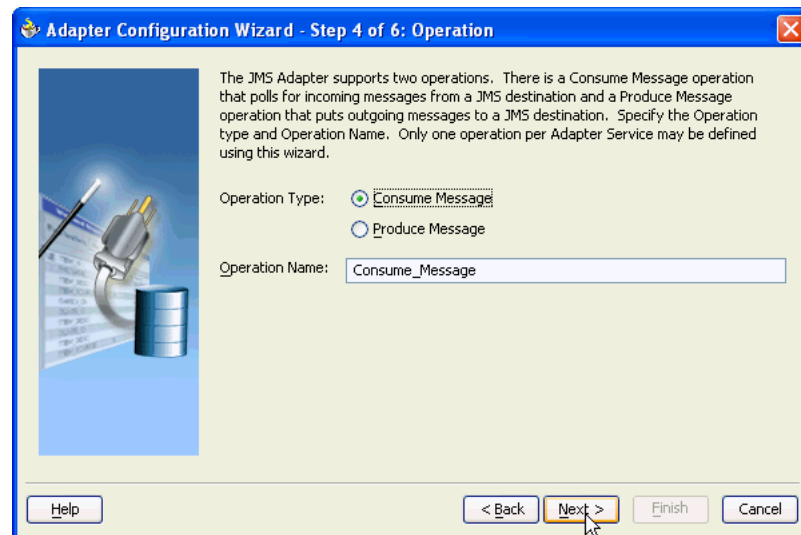 Adapter Configuration Wizard - Step 4 of 6: Operation
The JMS Adapter supports two operations. There is a Consume Message operation
that polls for incoming messages from a JMS destination and a Produce Message
operation that puts outgoing messages to a JMS destination. Specify the Operation
type and Operation Name. Only one operation per Adapter Service may be defined
using this wizard.
Operation Type: Consume Message
Produce Message
Operation Name: Consume_Message
Help < Back Next > Finish Cancel